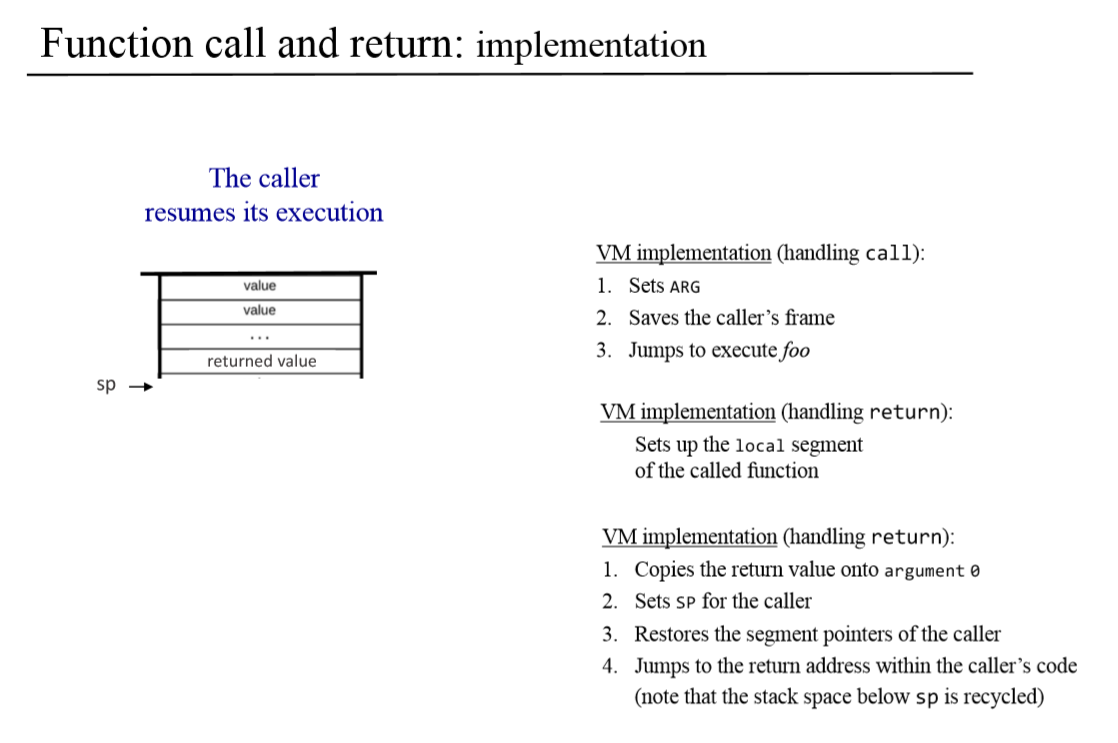 Function call and return: implementation
The caller
resumes its execution
value
value
...
returned value
sp
VM implementation (handling call):
1. Sets ARG
2. Saves the caller's frame
3. Jumps to execute foo
VM implementation (handling return):
Sets up the local segment
of the called function
VM implementation (handling return):
1. Copies the return value onto argument 0
2. Sets SP for the caller
3. Restores the segment pointers of the caller
4. Jumps to the return address within the caller's code
(note that the stack space below sp is recycled)